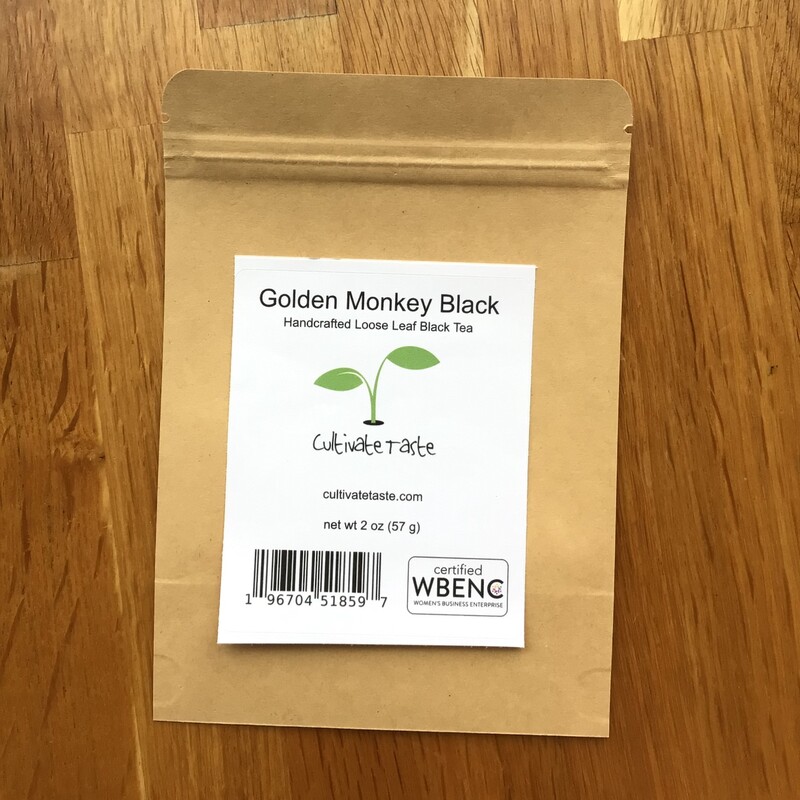 Golden Monkey Black
Handcrafted Loose Leaf Black Tea
Cultivate Taste
cultivatetaste.com
net wt 2 oz (57 g)
1 96704 51859 7
certified
WBENC
WOMEN'S BUSINESS ENTERPRISE